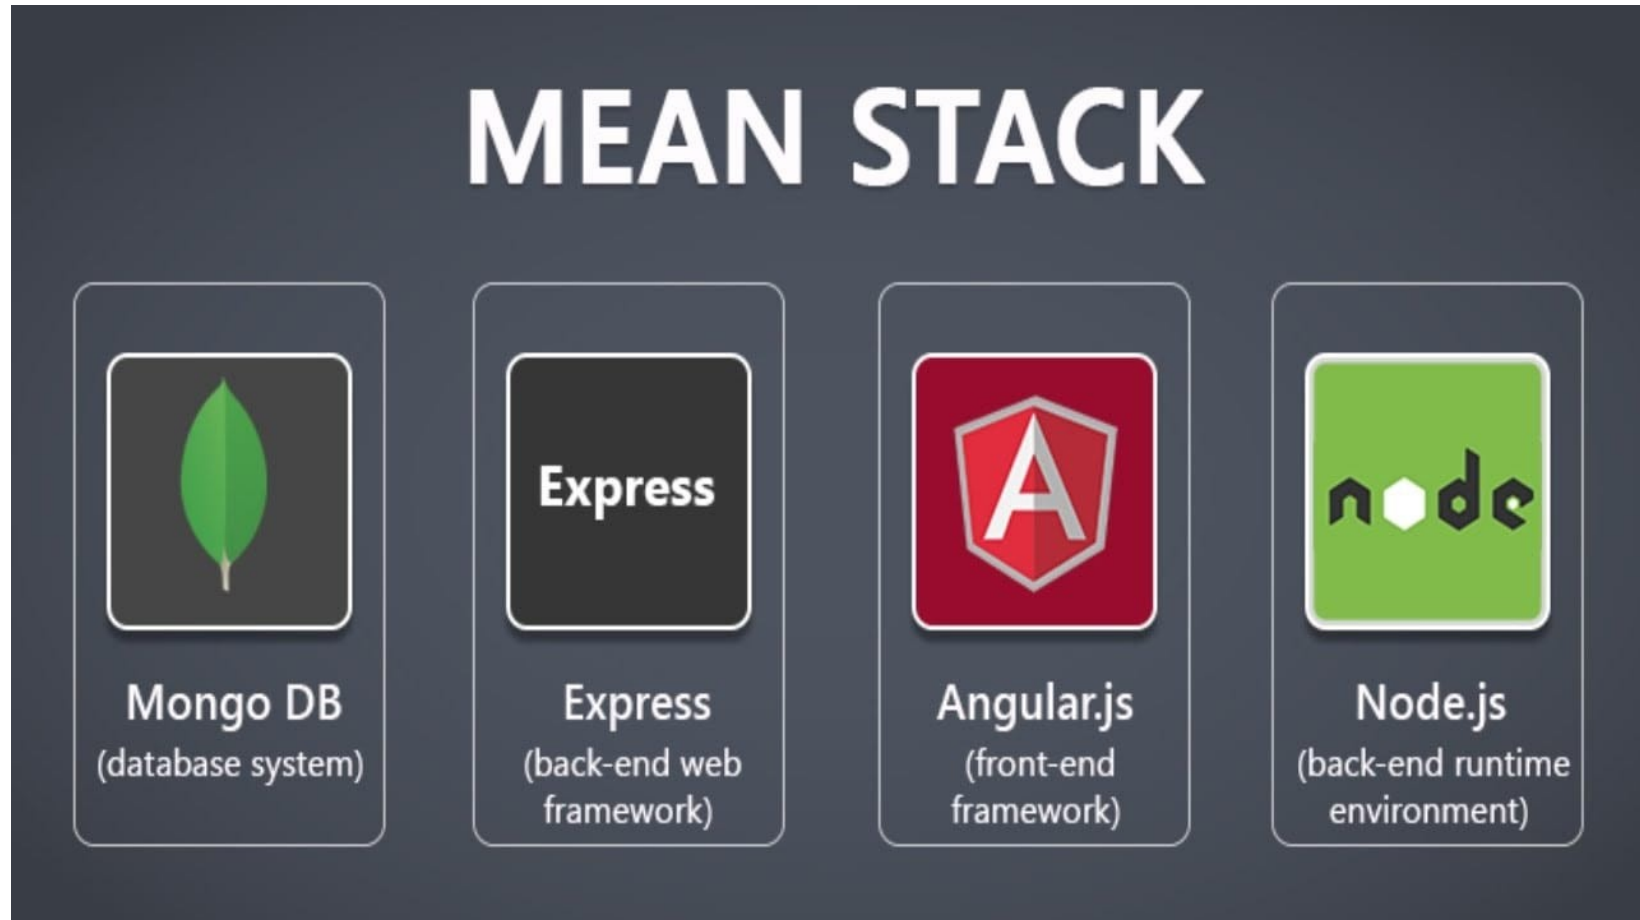 MEAN STACK
Express
node
Mongo DB
(database system)
Express
(back-end web
framework)
Angular.js
(front-end
framework)
Node.js
(back-end runtime
environment)